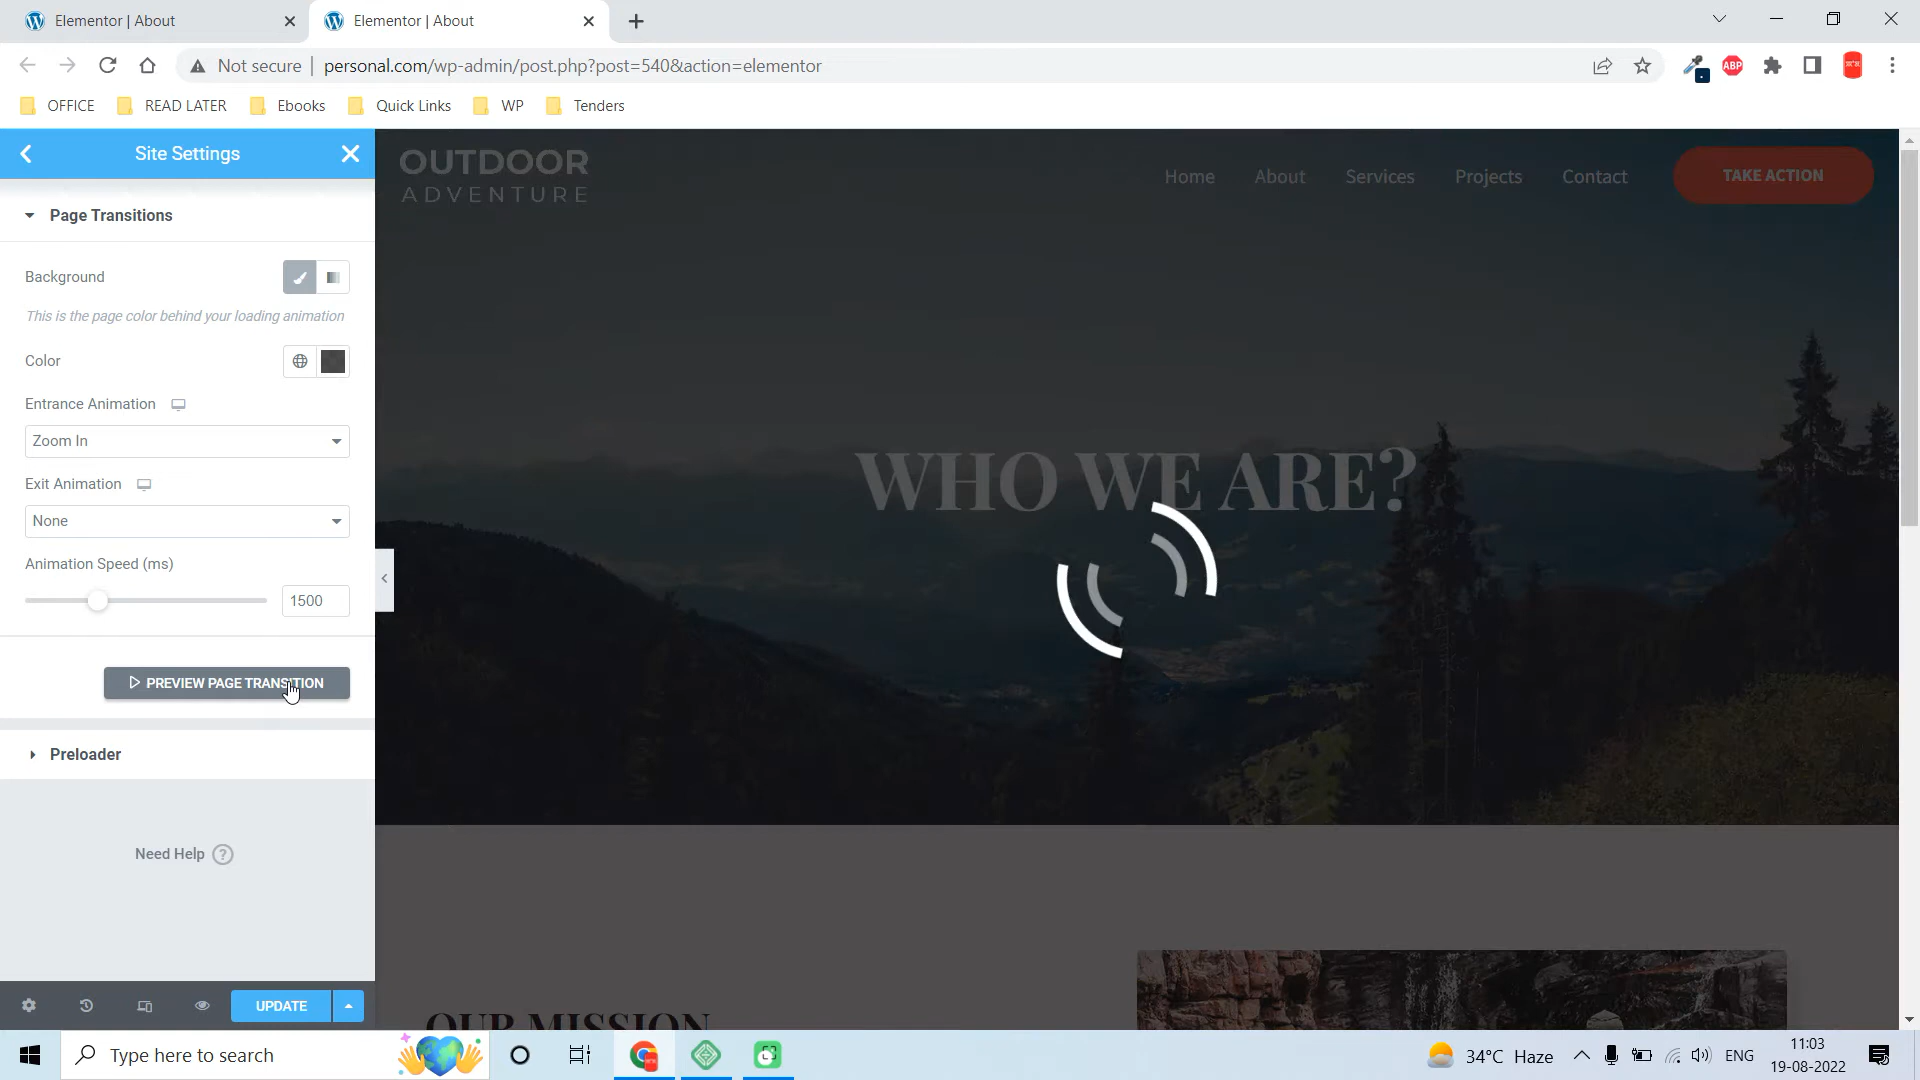 Elementor | About
Elementor | About
Not secure | personal.com/wp-admin/post.php?post=540&action=elementor
ABP
OFFICE READ LATER Ebooks Quick Links WP Tenders
Site Settings
Page Transitions
Background
This is the page color behind your loading animation
Color
Entrance Animation
Zoom In
Exit Animation
None
Animation Speed (ms)
1500
PREVIEW PAGE TRANSITION
Preloader
Need Help ?
UPDATE
OUTDOOR
ADVENTURE
Home About Services Projects Contact TAKE ACTION
WHO WE ARE?
OUR MISSION
Type here to search
34°C Haze
ENG
11:03
19-08-2022